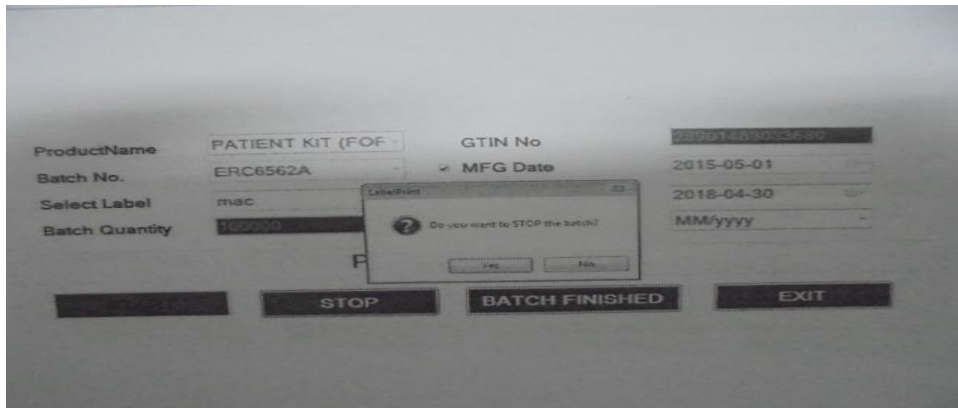 ProductName PATIENT KIT (FOF GTIN No
Batch No. ERC6562A MFG Date 2015-05-01
Select Label mac 2018-04-30
Batch Quantity 100000 MM/yyyy
LabelPrint
Do you want to STOP the batch?
Yes No
P
STOP BATCH FINISHED EXIT